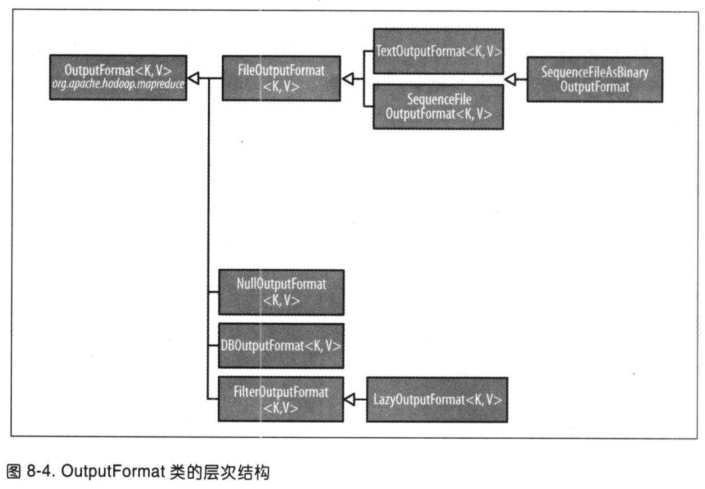 OutputFormat<K, V>
org.apache.hadoop.mapreduce
FileOutputFormat
<K, V>
TextOutputFormat<K, V>
SequenceFile
OutputFormat<K, V>
SequenceFileAsBinary
OutputFormat
NullOutputFormat
<K, V>
DBOutputFormat<K, V>
FilterOutputFormat
<K,V>
LazyOutputFormat<K, V>
图 8-4. OutputFormat 类的层次结构